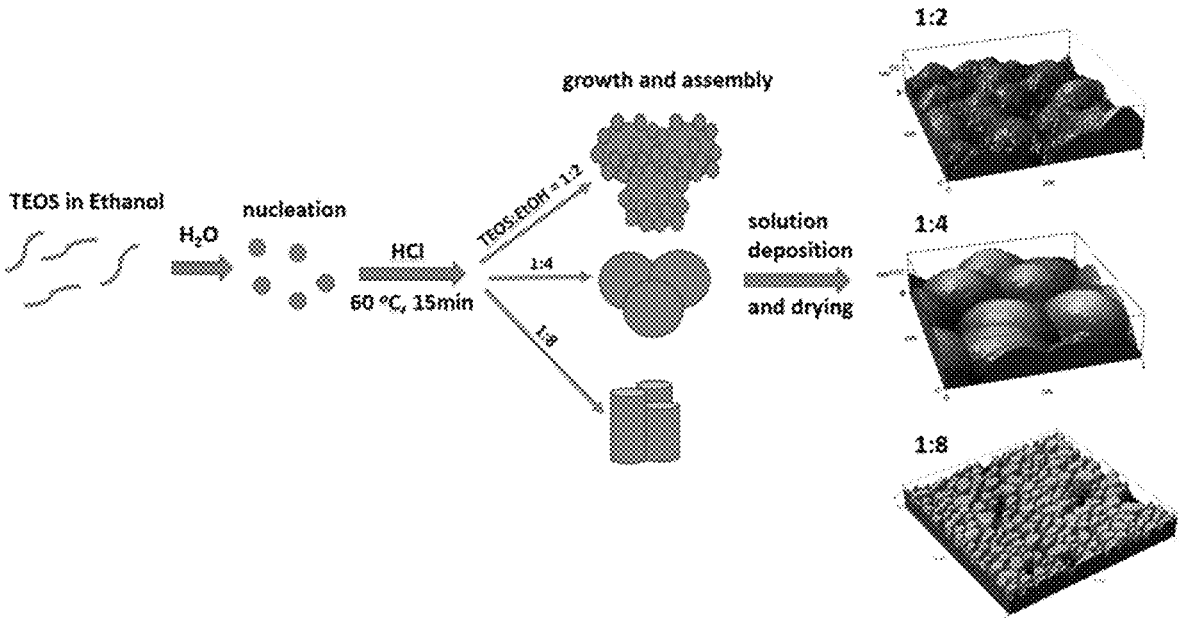 TEOS in Ethanol
H₂O
nucleation
HCl
60 °C, 15min
growth and assembly
TEOS:EtOH = 1:2
1:4
1:8
solution
deposition
and drying
1:2
1:4
1:8